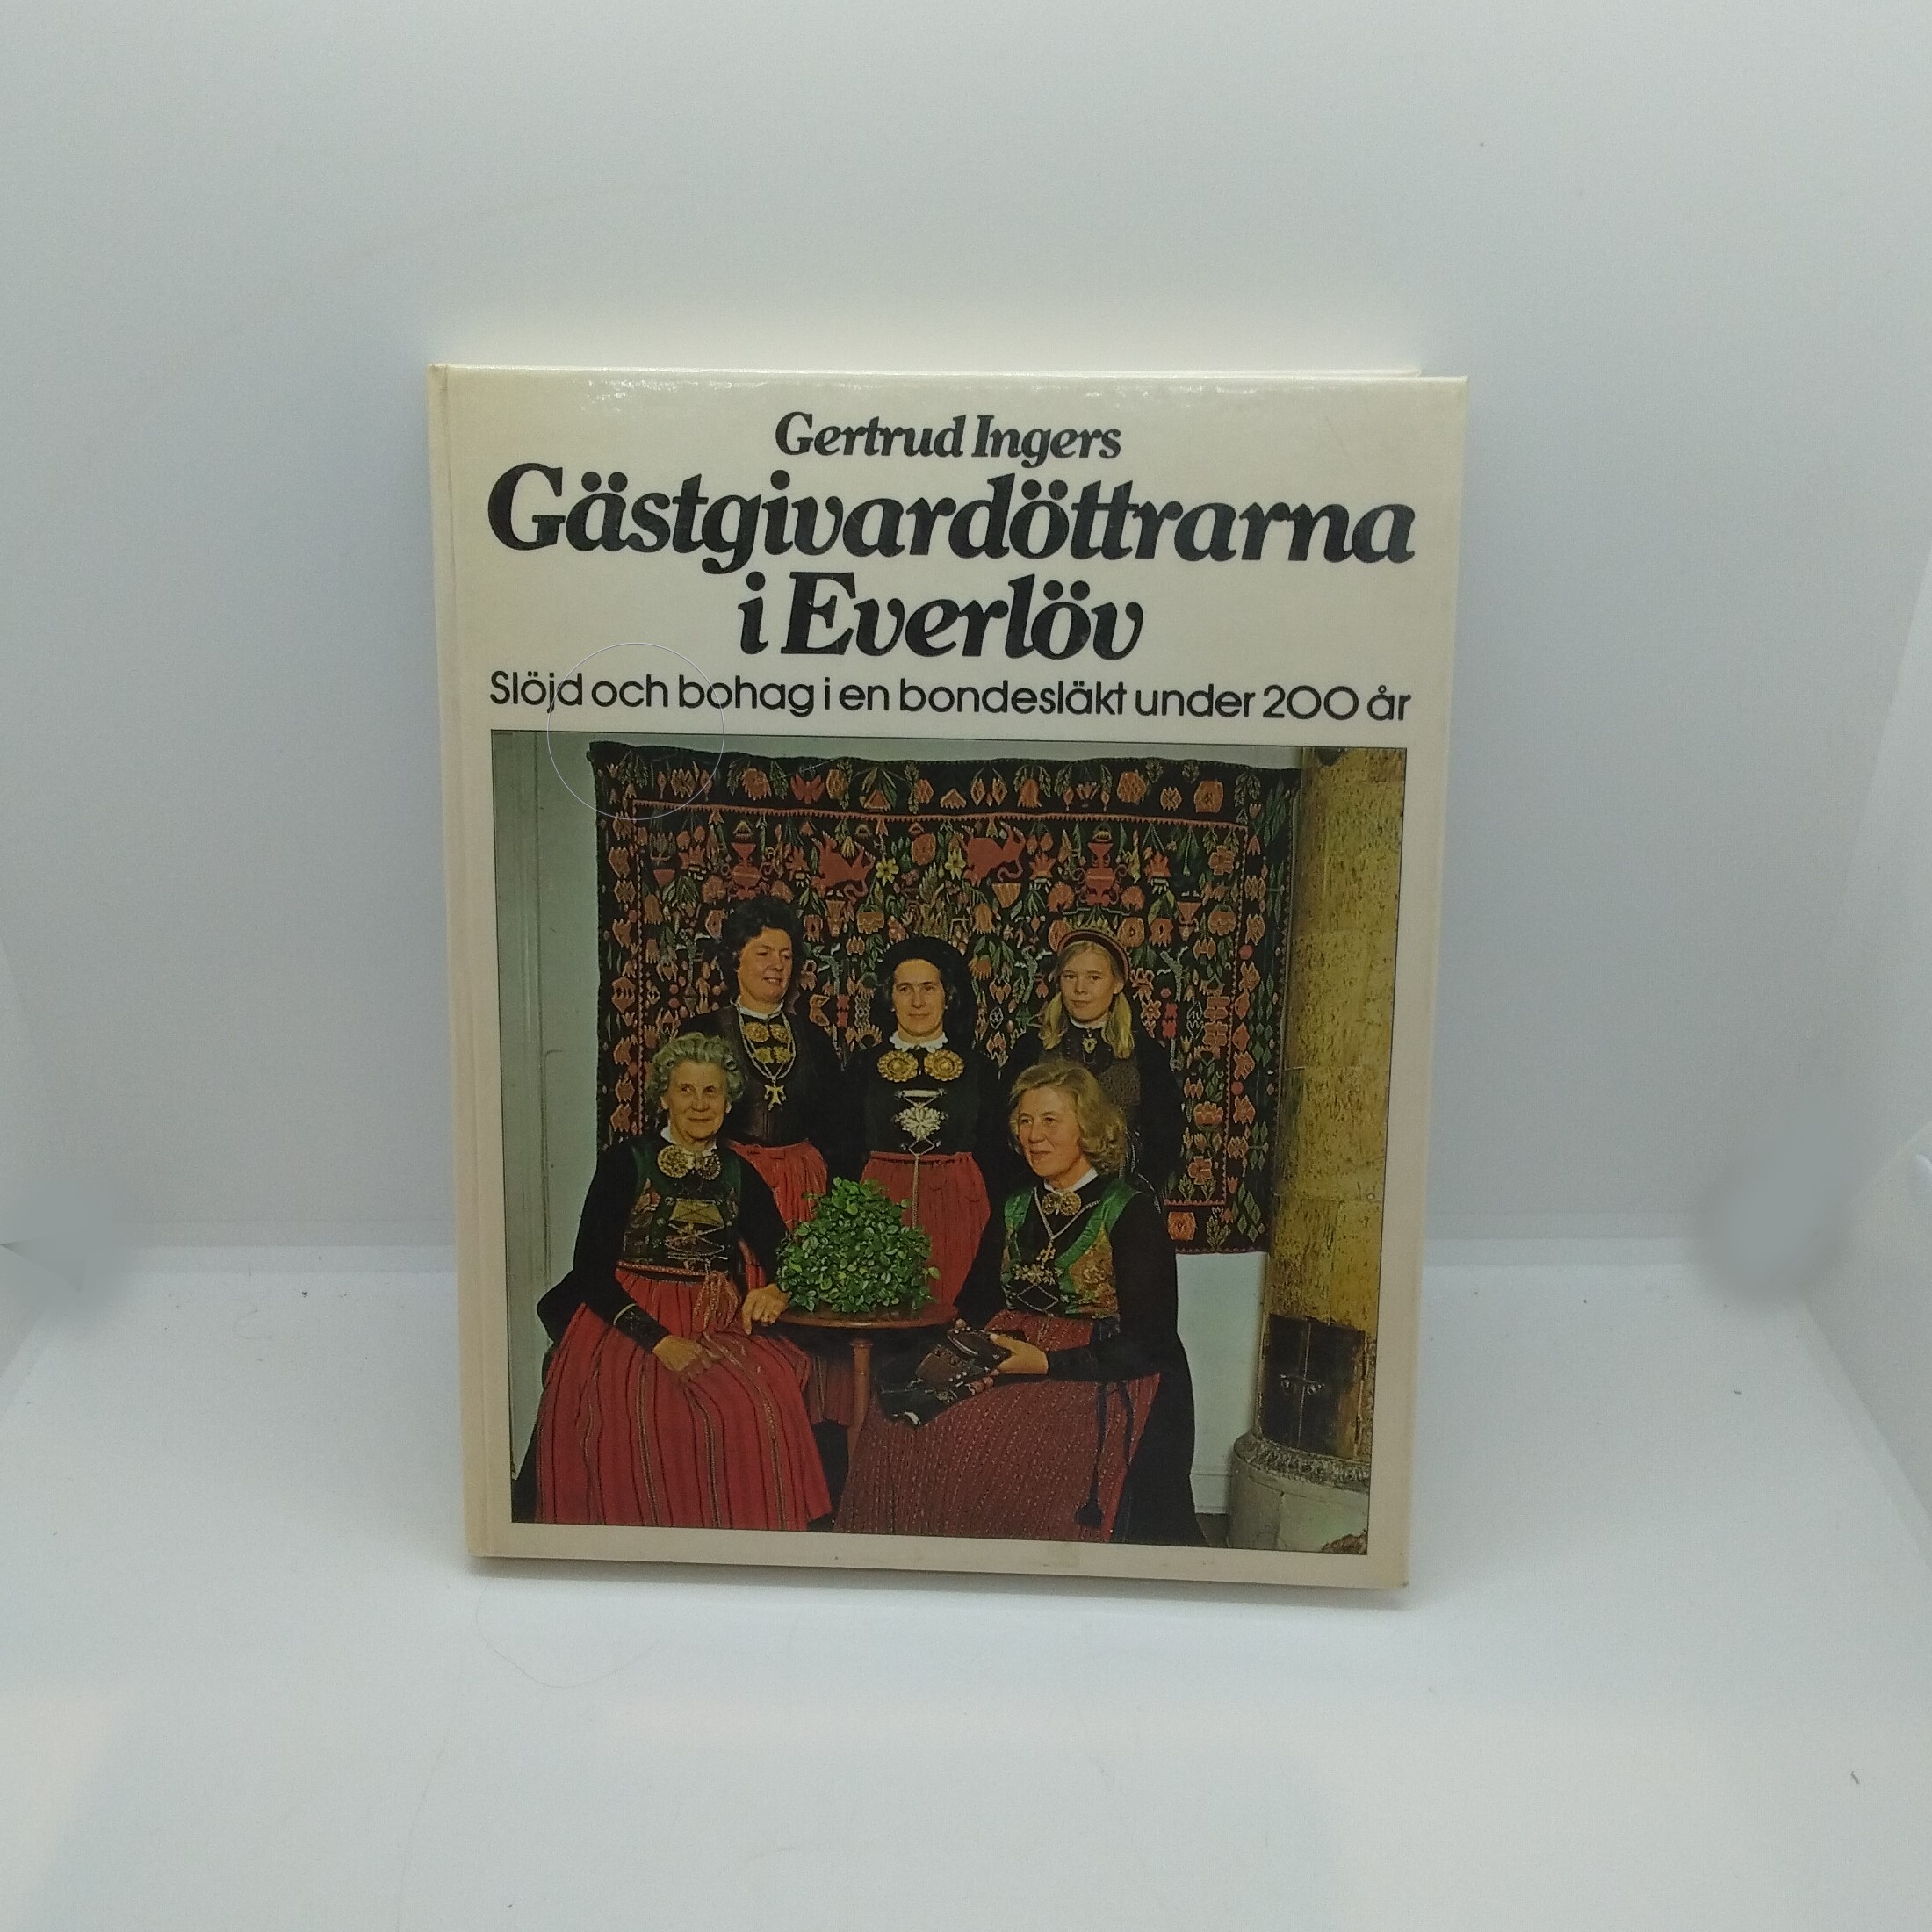 Gertrud Ingers
Gästgivardöttrarna
i Everlöv
Slöjd och bohag i en bondesläkt under 200 år